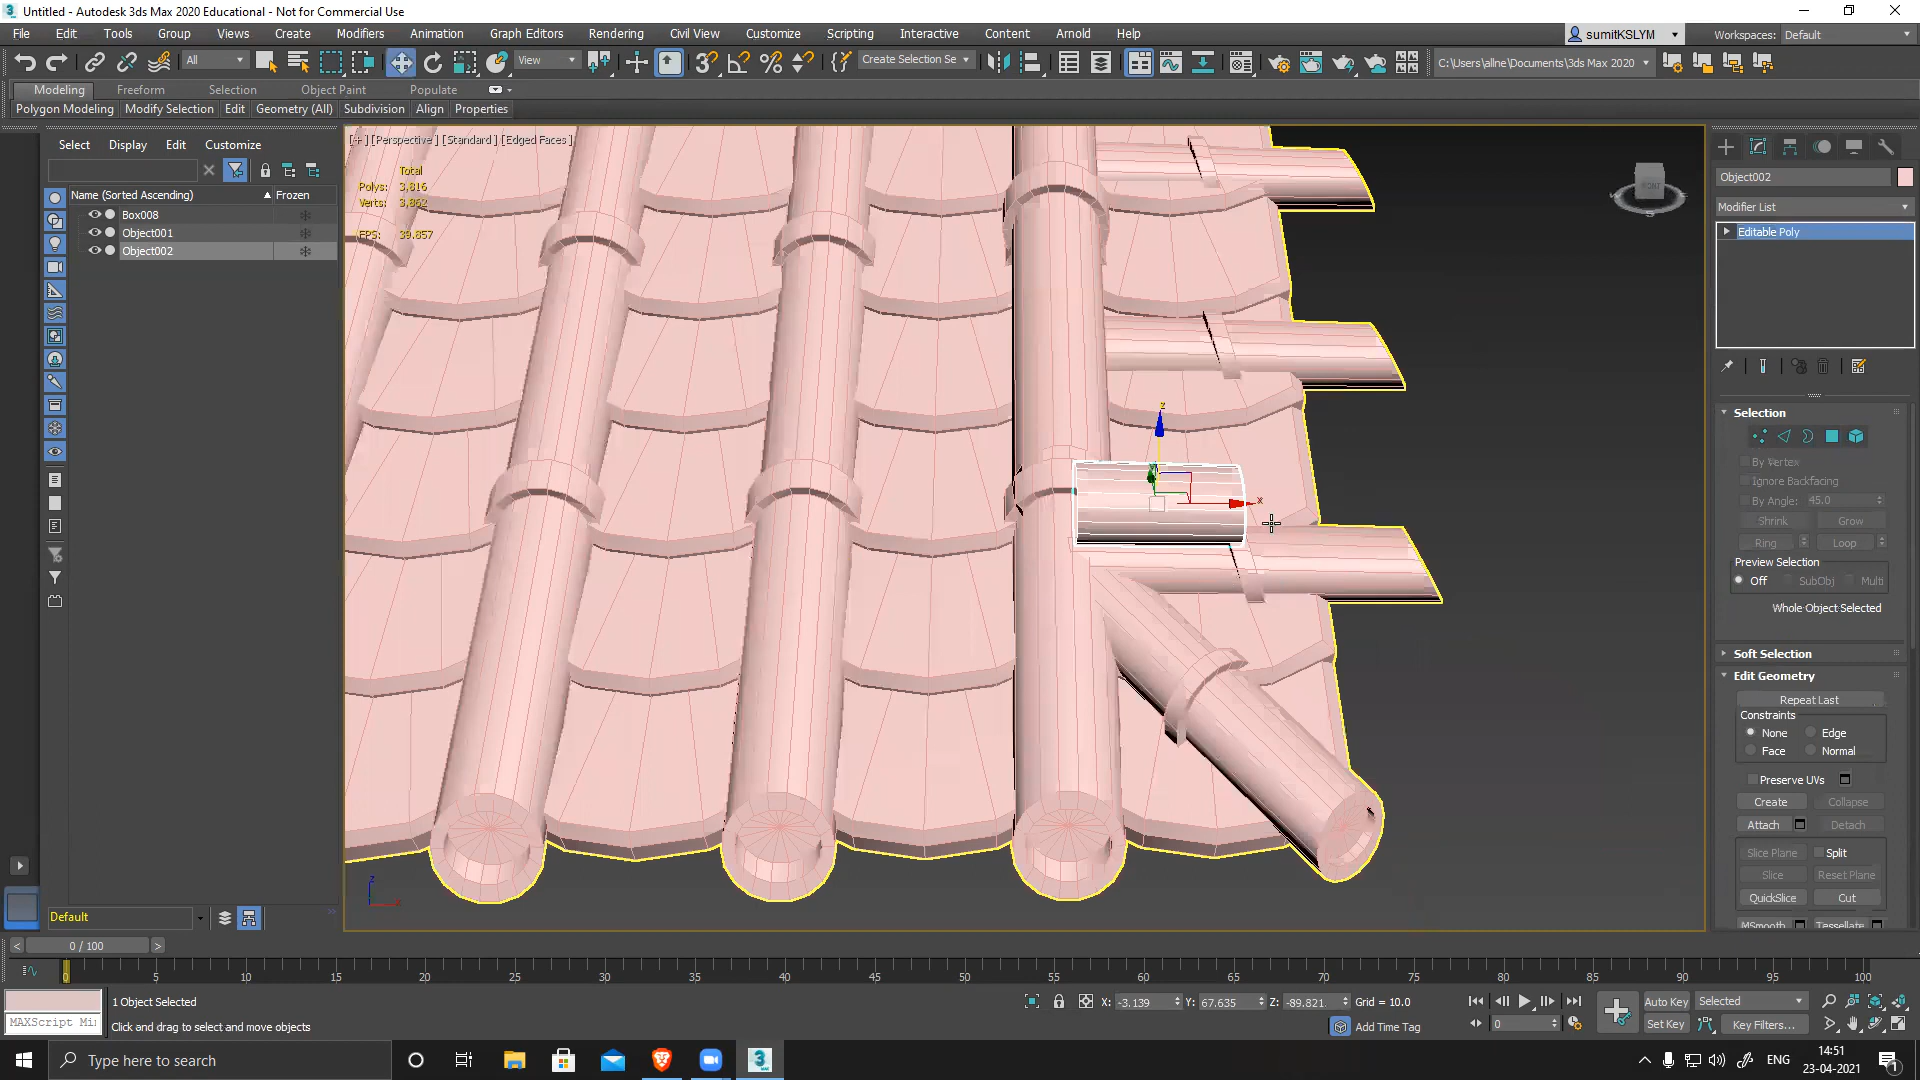 Untitled - Autodesk 3ds Max 2020 Educational - Not for Commercial Use
File Edit Tools Group Views Create Modifiers Animation Graph Editors Rendering Civil View Customize Scripting Interactive Content Arnold Help
sumitKSLYM Workspaces: Default
All View Create Selection Se C:\Users\allne\Documents\3ds Max 2020
Modeling Freeform Selection Object Paint Populate
Polygon Modeling Modify Selection Edit Geometry (All) Subdivision Align Properties
Select Display Edit Customize
Name (Sorted Ascending) Frozen
Box008
Object001
Object002
[+] [Perspective] [Standard] [Edged Faces]
Total
Polys: 3,816
Verts: 3,862
FPS: 39.857
FRONT
S
z
x
z
Object002
Modifier List
Editable Poly
Selection
By Vertex
Ignore Backfacing
By Angle: 45.0
Shrink Grow
Ring Loop
Preview Selection
Off SubObj Multi
Whole Object Selected
Soft Selection
Edit Geometry
Repeat Last
Constraints
None Edge
Face Normal
Preserve UVs
Create Collapse
Attach Detach
Slice Plane Split
Slice Reset Plane
QuickSlice Cut
MSmooth Tessellate
Default
0 / 100
0 5 10 15 20 25 30 35 40 45 50 55 60 65 70 75 80 85 90 95 100
1 Object Selected
X: -3.139 Y: 67.635 Z: -89.821 Grid = 10.0
Auto Key Selected
MAXScript Mi
Click and drag to select and move objects
Add Time Tag
0
Set Key Key Filters...
Type here to search
ENG
14:51
23-04-2021
1